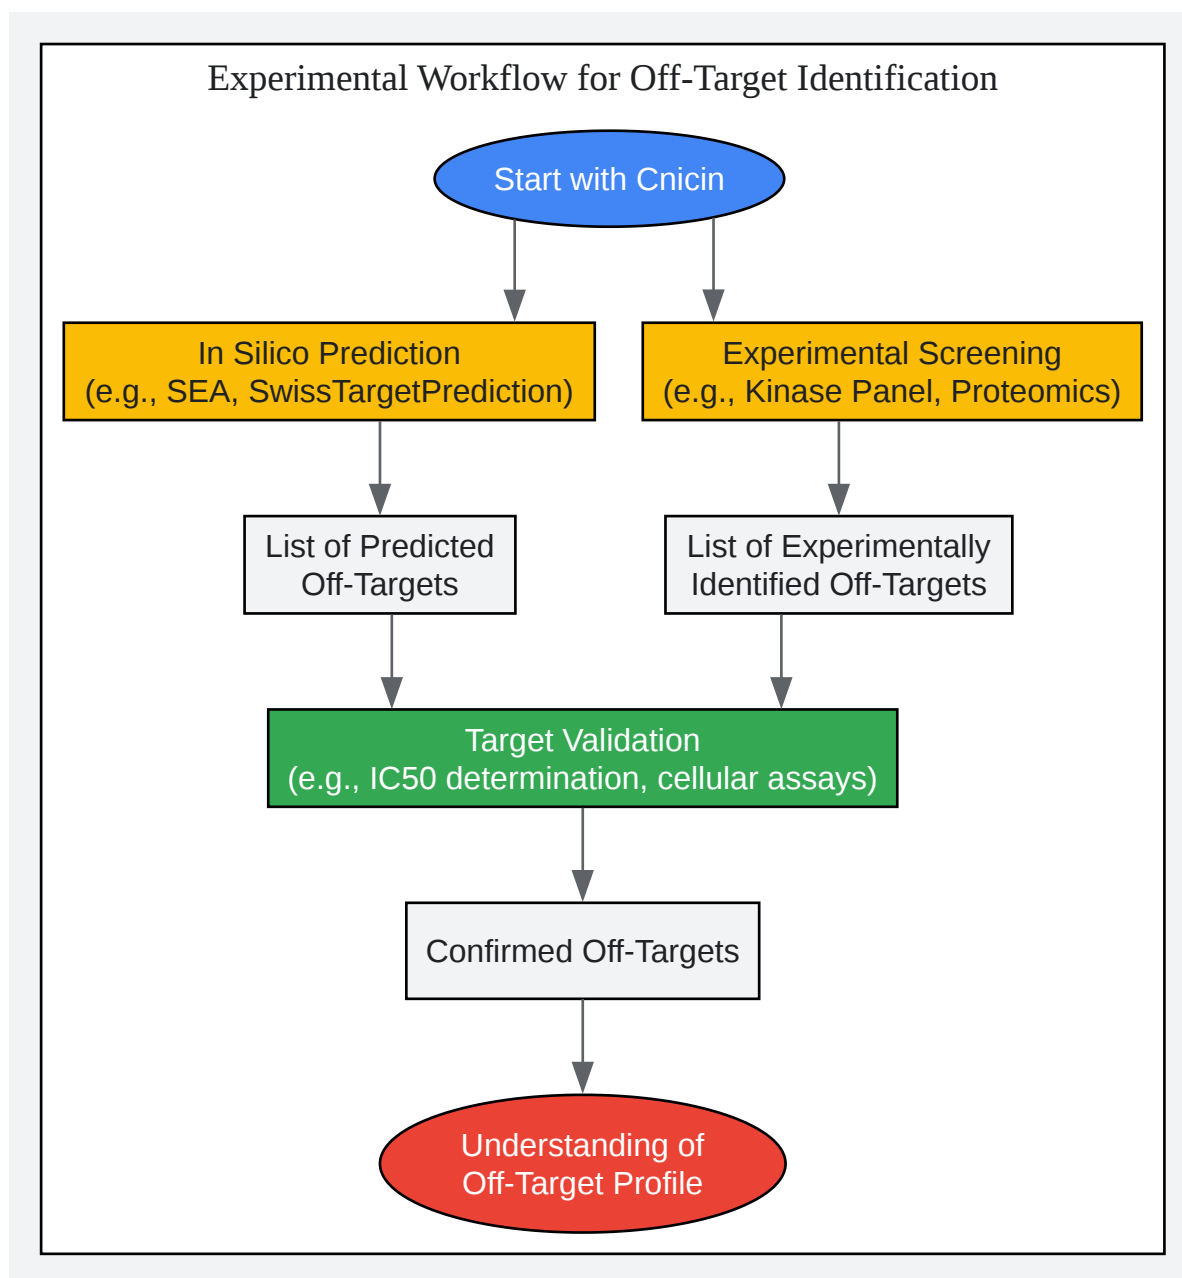 Experimental Workflow for Off-Target Identification
Start with Cnicin
In Silico Prediction
(e.g., SEA, SwissTargetPrediction)
Experimental Screening
(e.g., Kinase Panel, Proteomics)
List of Predicted
Off-Targets
List of Experimentally
Identified Off-Targets
Target Validation
(e.g., IC50 determination, cellular assays)
Confirmed Off-Targets
Understanding of
Off-Target Profile